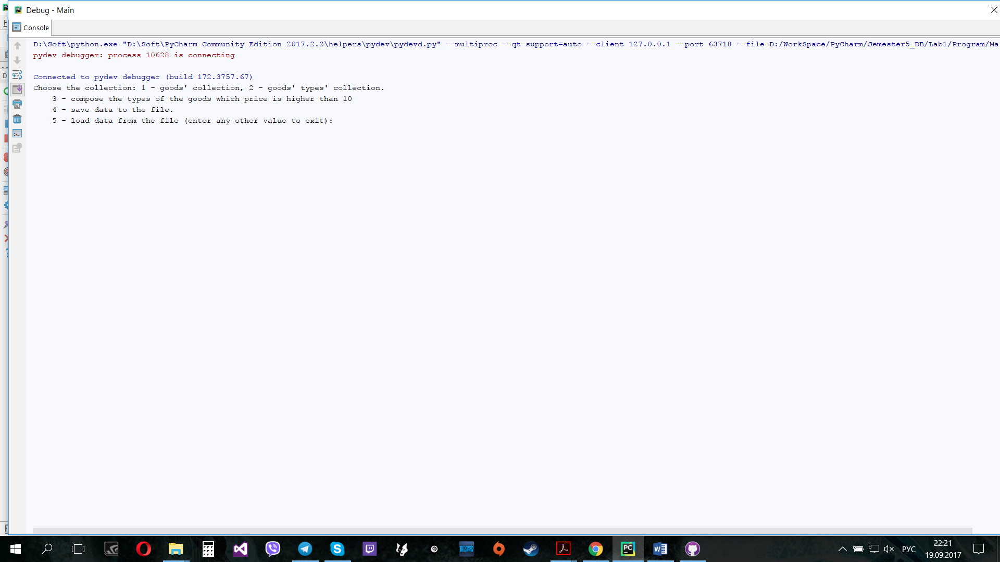 Debug - Main
Console
D:\Soft\python.exe "D:\Soft\PyCharm Community Edition 2017.2.2\helpers\pydev\pydevd.py" --multiproc --qt-support=auto --client 127.0.0.1 --port 63718 --file D:/WorkSpace/PyCharm/Semester5_DB/Lab1/Program/Ma
pydev debugger: process 10628 is connecting
Connected to pydev debugger (build 172.3757.67)
Choose the collection: 1 - goods' collection, 2 - goods' types' collection.
3 - compose the types of the goods which price is higher than 10
4 - save data to the file.
5 - load data from the file (enter any other value to exit):
BLIZZARD
PC
РУС
22:21
19.09.2017